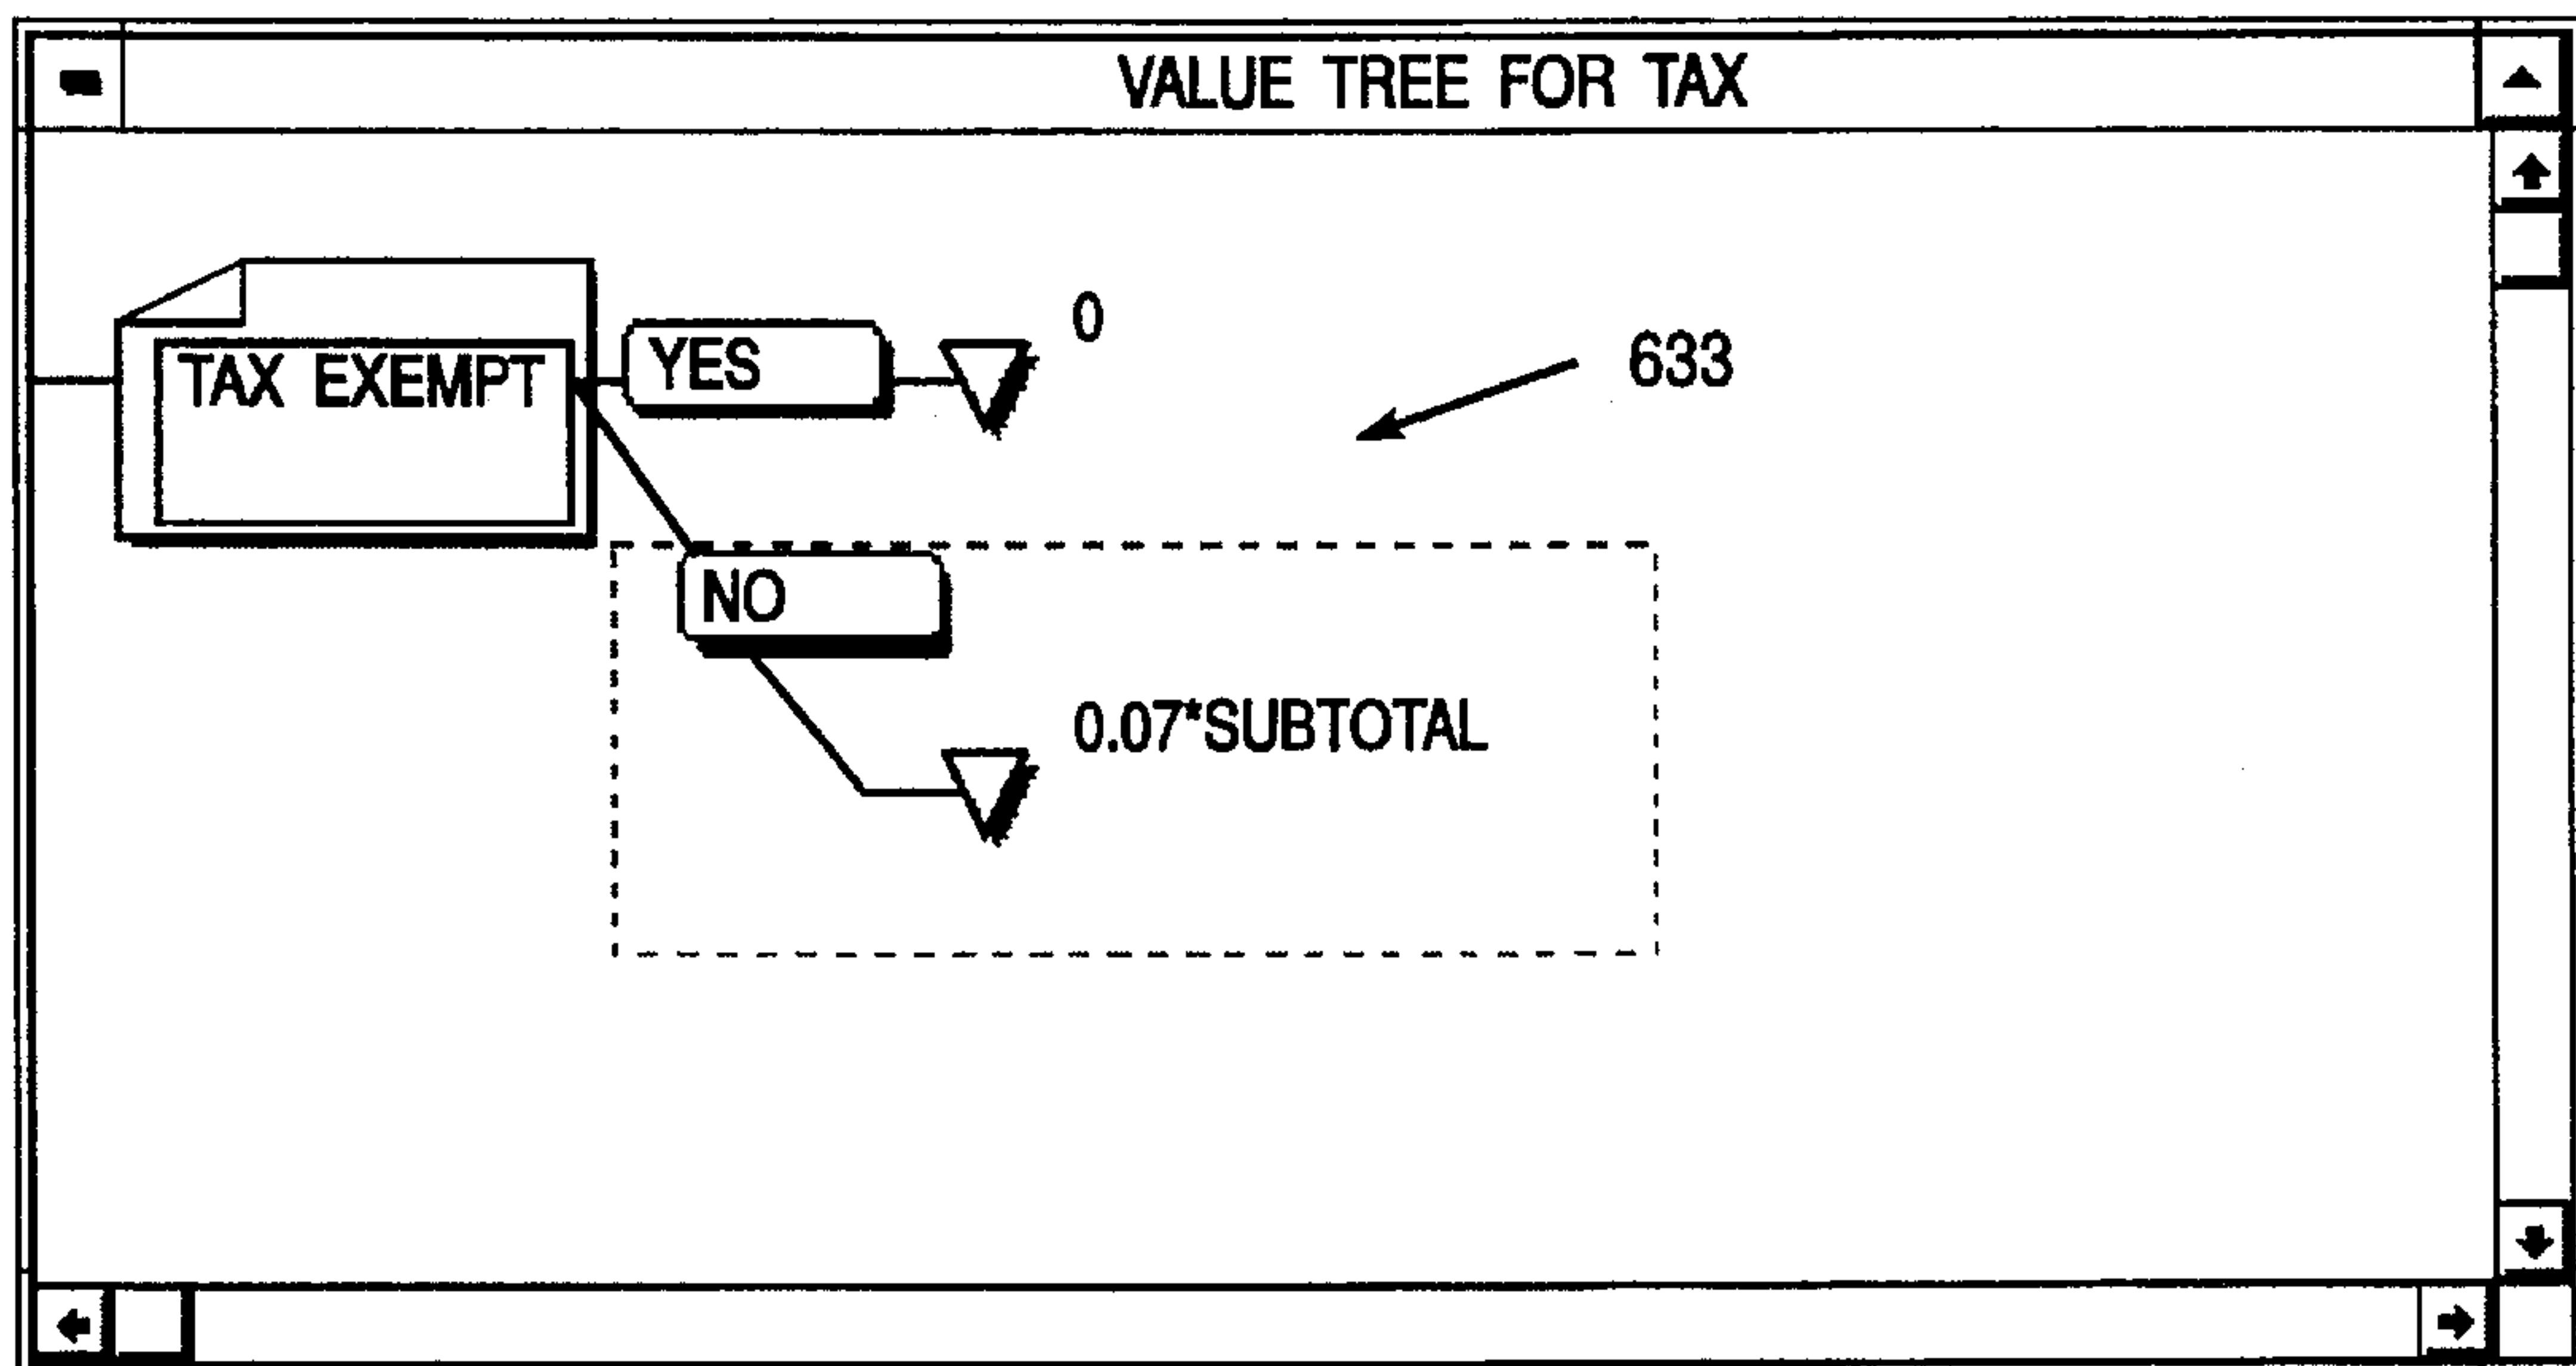 VALUE TREE FOR TAX
TAX EXEMPT
YES
0
633
NO
0.07*SUBTOTAL